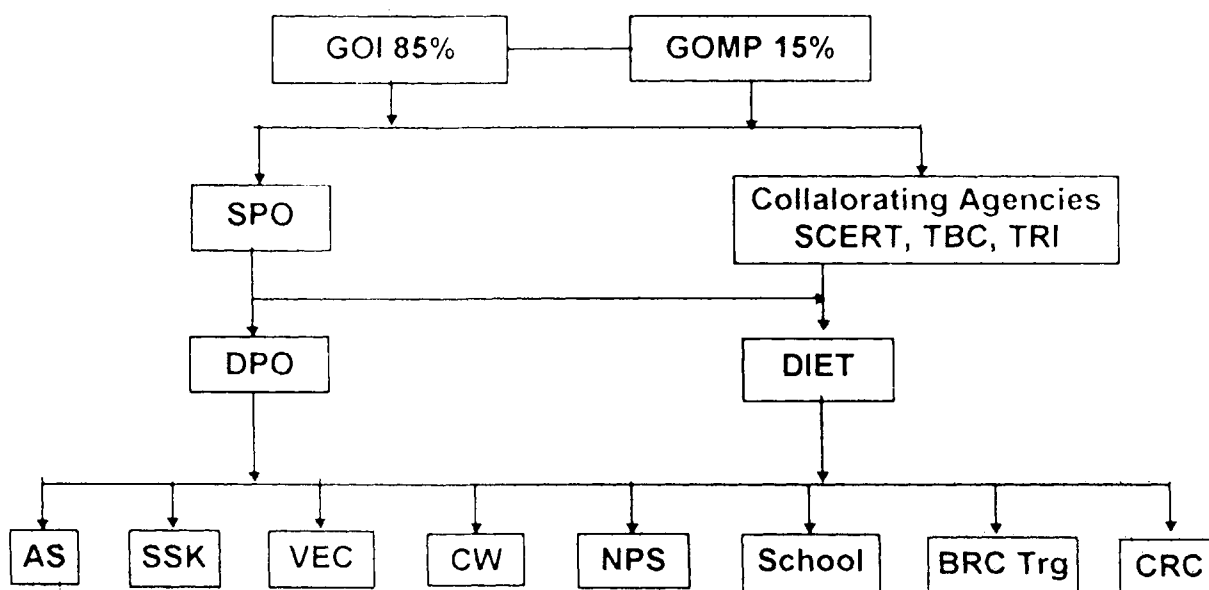 GOI 85%
GOMP 15%
SPO
Collalorating Agencies
SCERT, TBC, TRI
DPO
DIET
AS
SSK
VEC
CW
NPS
School
BRC Trg
CRC